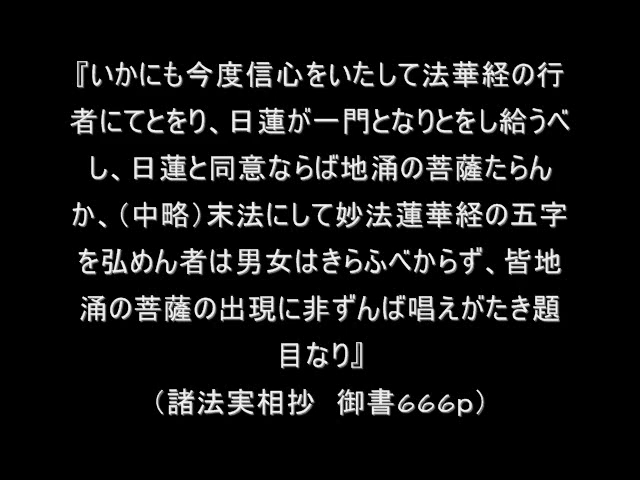 『いかにも今度信心をいたして法華経の行
者にてとをり、日蓮が一門となりとをし給うべ
し、日蓮と同意ならば地涌の菩薩たらん
か、（中略）末法にして妙法蓮華経の五字
を弘めん者は男女はきらふべからず、皆地
涌の菩薩の出現に非ずんば唱えがたき題
目なり』
（諸法実相抄　御書666p）